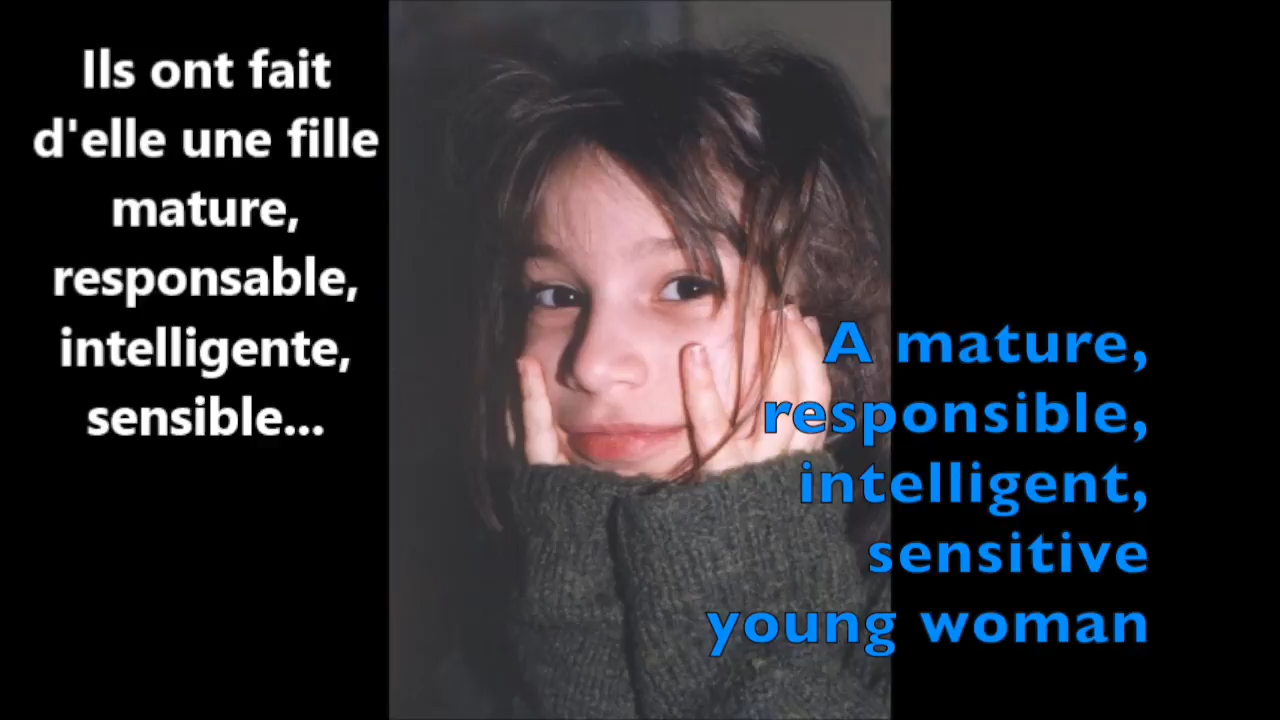 Ils ont fait
d'elle une fille
mature,
responsable,
intelligente,
sensible...
A mature,
responsible,
intelligent,
sensitive
young woman